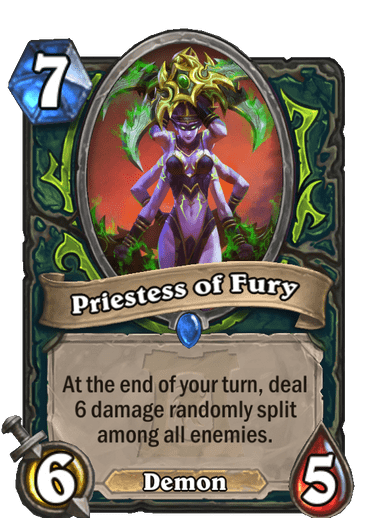 7
Priestess of Fury
At the end of your turn, deal
6 damage randomly split
among all enemies.
6
Demon
5